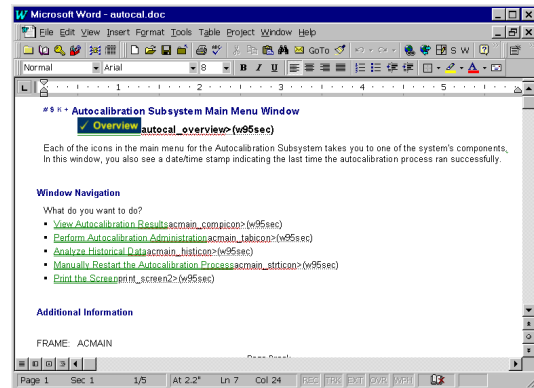 Microsoft Word - autocal.doc
File Edit View Insert Format Tools Table Project Window Help
GoTo S W
Normal Arial 8 B I U
1 2 3 4 5
# $ K + Autocalibration Subsystem Main Menu Window
✓ Overview autocal_overview>(w95sec)
Each of the icons in the main menu for the Autocalibration Subsystem takes you to one of the system's components.
In this window, you also see a date/time stamp indicating the last time the autocalibration process ran successfully.
Window Navigation
What do you want to do?
▪ View Autocalibration Resultsacmain_compicon>(w95sec)
▪ Perform Autocalibration Administrationacmain_tabicon>(w95sec)
▪ Analyze Historical Dataacmain_histicon>(w95sec)
▪ Manually Restart the Autocalibration Processacmain_strticon>(w95sec)
▪ Print the Screenprint_screen2>(w95sec)
Additional Information
FRAME: ACMAIN
Page Break
Page 1 Sec 1 1/5 At 2.2" Ln 7 Col 24 REC TRK EXT OVR WPH